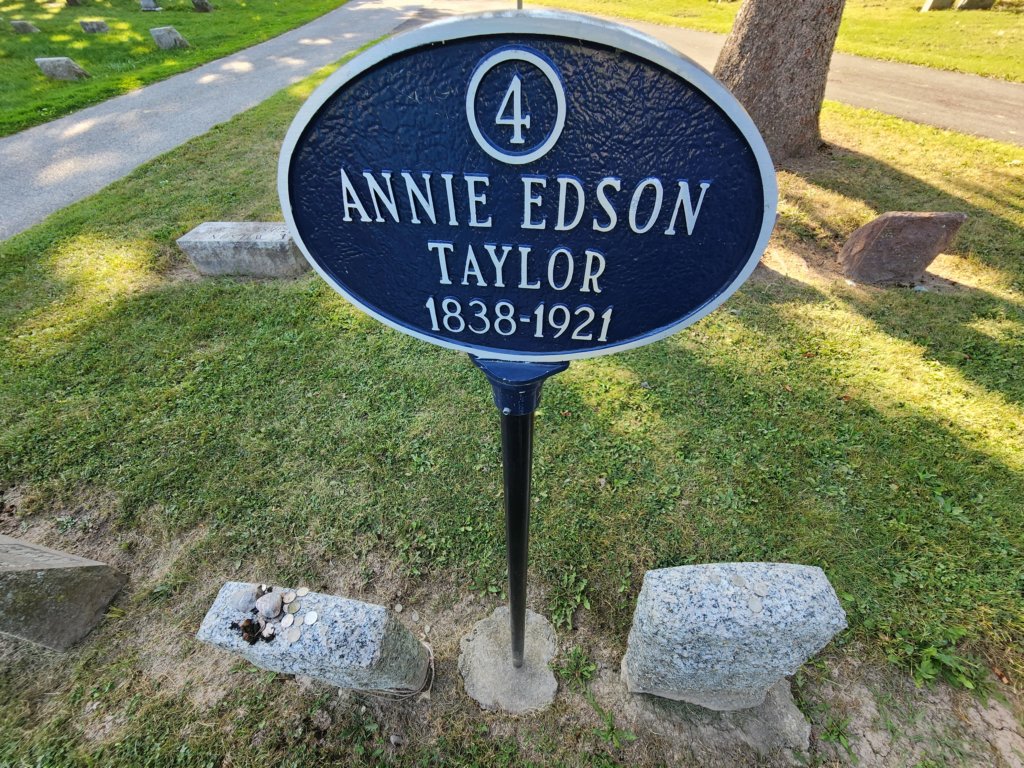 4
ANNIE EDSON
TAYLOR
1838-1921